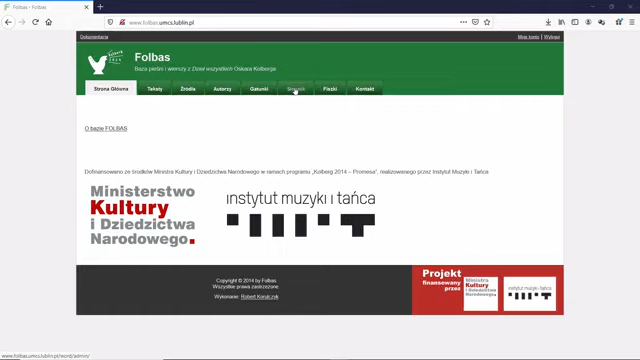 Folbas - Folbas
www.folbas.umcs.lublin.pl
Dokumentacja
Moje konto | Wyloguj
Folbas
Baza pieśni i wierszy z Dzieł wszystkich Oskara Kolberga
Strona Główna Teksty Źródła Autorzy Gatunki Słownik Fiszki Kontakt
O bazie FOLBAS
Dofinansowano ze środków Ministra Kultury i Dziedzictwa Narodowego w ramach programu „Kolberg 2014 – Promesa”, realizowanego przez Instytut Muzyki i Tańca
Ministerstwo
Kultury
i Dziedzictwa
Narodowego.
instytut muzyki i tańca
Copyright © 2014 by Folbas
Wszystkie prawa zastrzeżone.
Wykonanie:
Projekt
finansowany
przez
Ministerstwo
Kultury
i Dziedzictwa
Narodowego.
instytut muzyki i tańca
www.folbas.umcs.lublin.pl/word/admin/